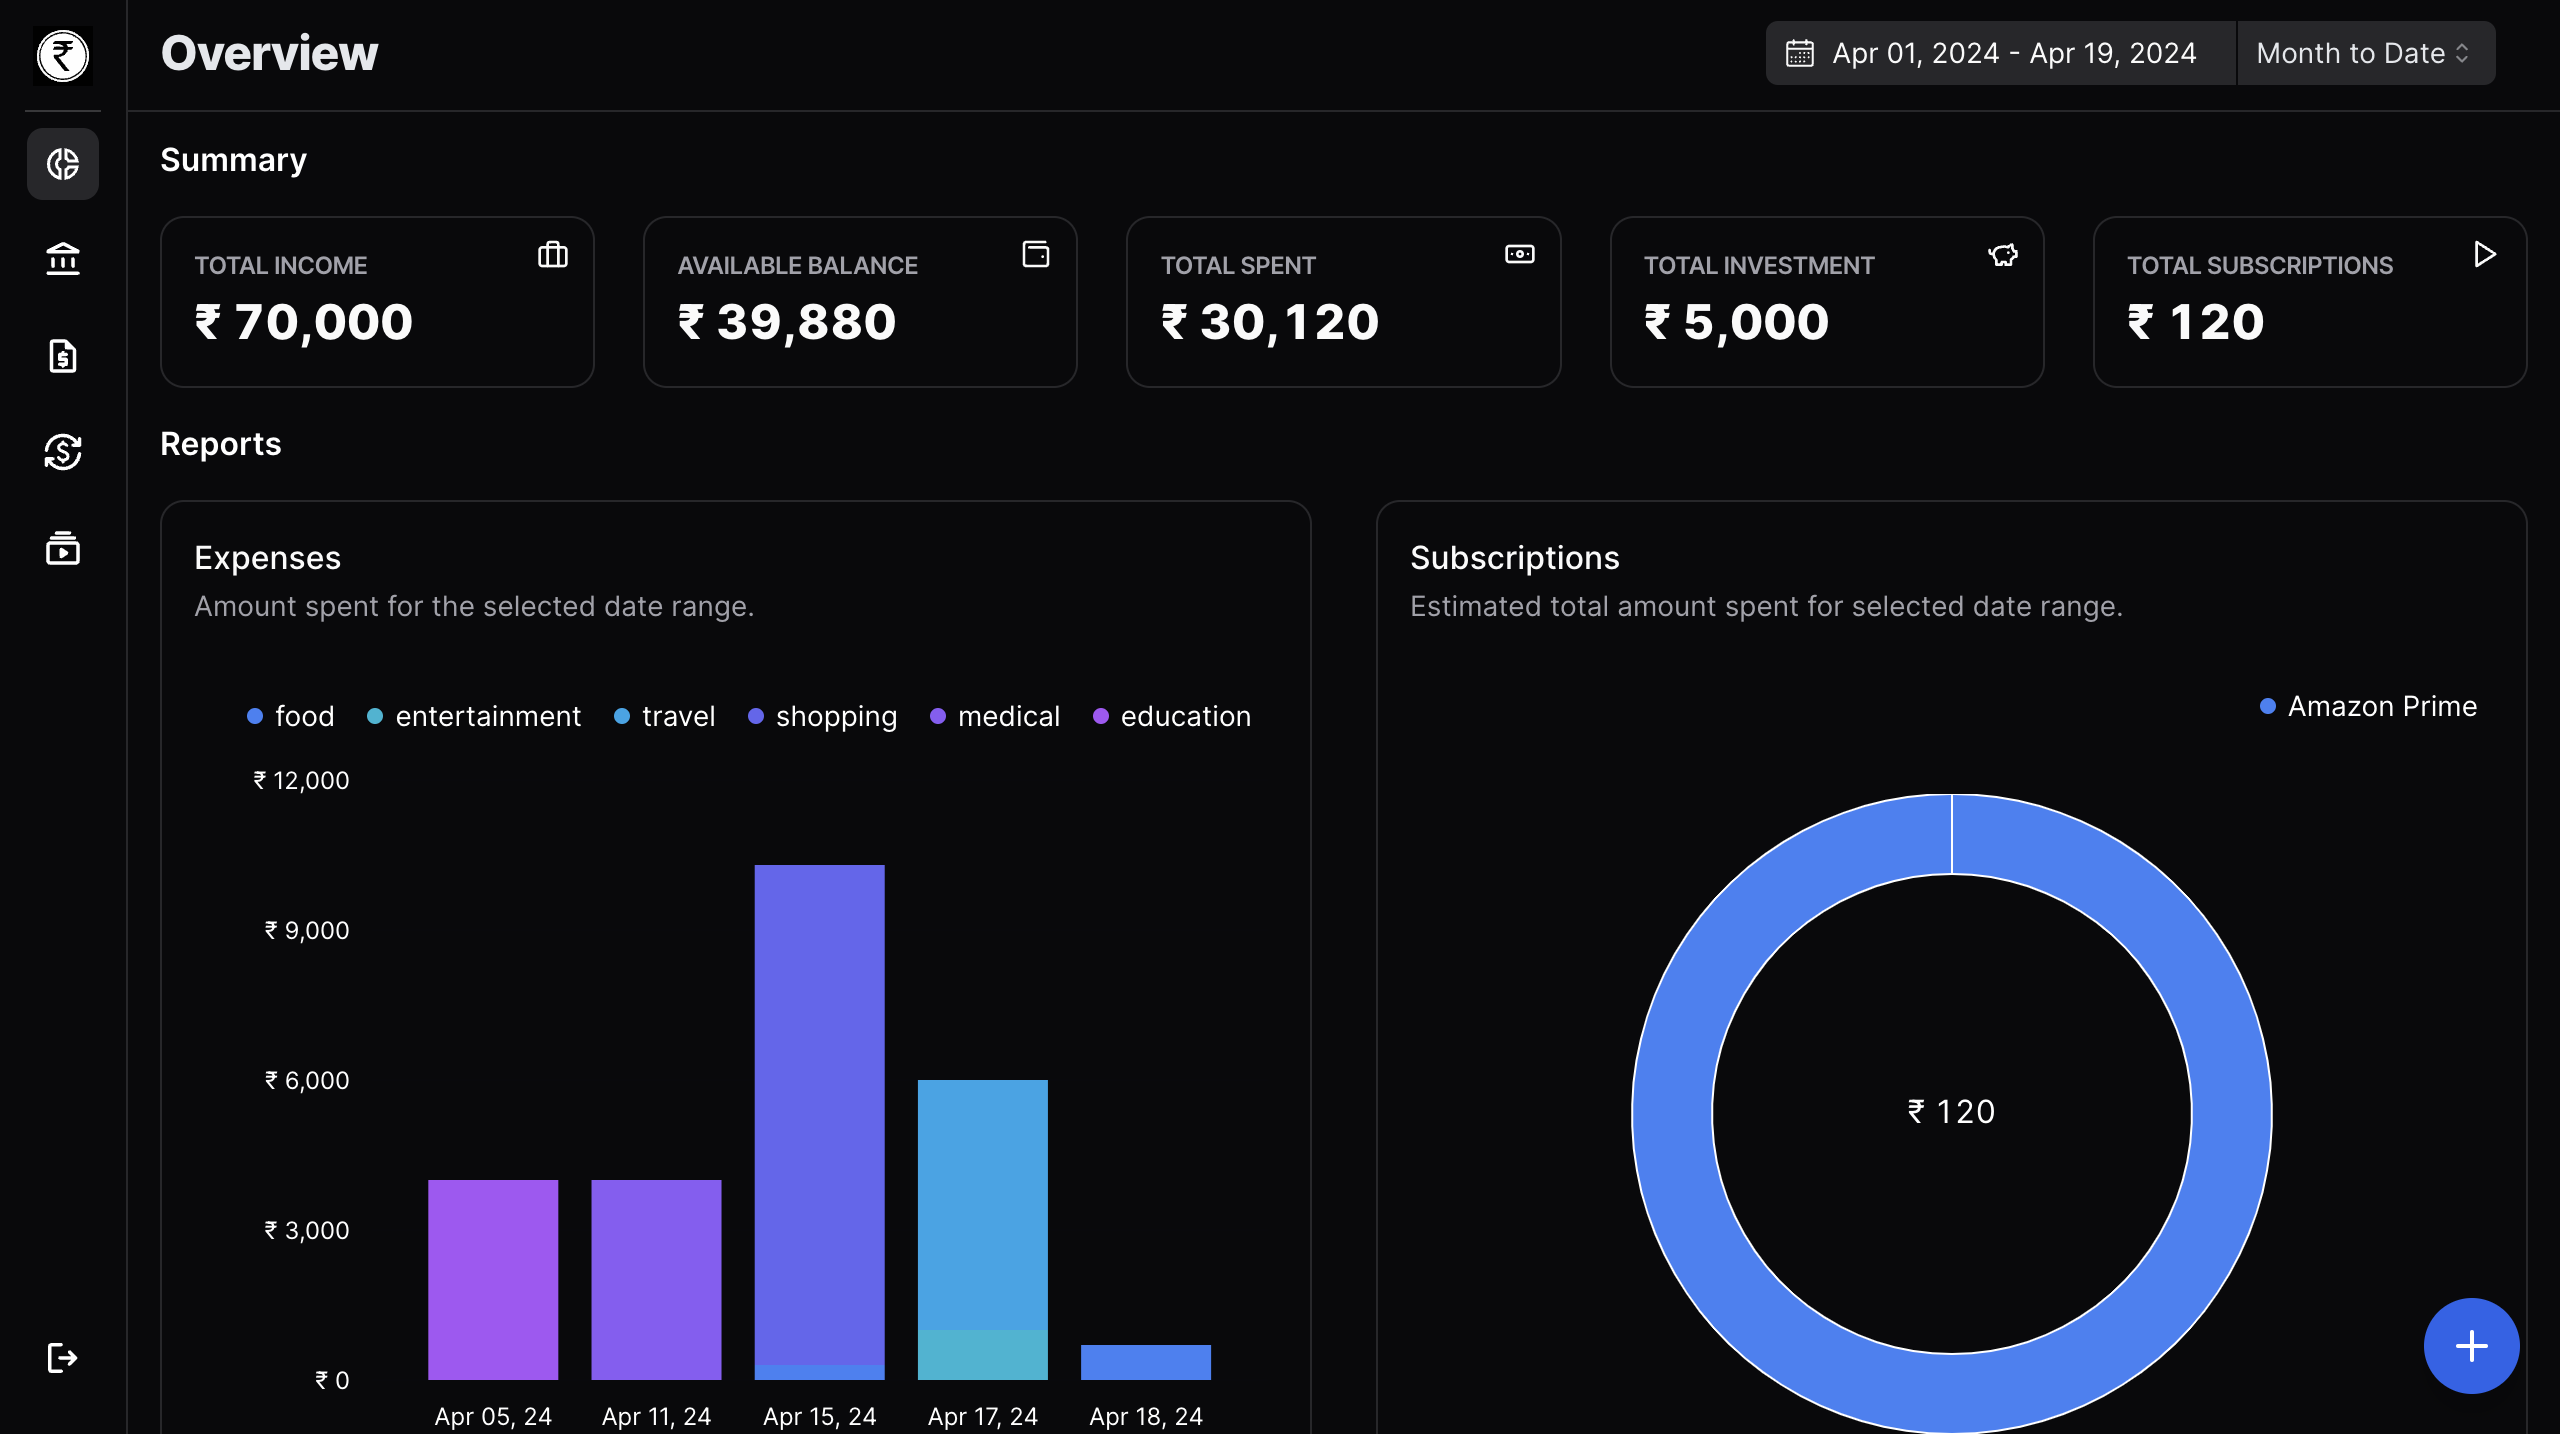 Overview
Apr 01, 2024 - Apr 19, 2024
Month to Date
Summary
TOTAL INCOME
₹ 70,000
AVAILABLE BALANCE
₹ 39,880
TOTAL SPENT
₹ 30,120
TOTAL INVESTMENT
₹ 5,000
TOTAL SUBSCRIPTIONS
₹ 120
Reports
Expenses
Amount spent for the selected date range.
food entertainment travel shopping medical education
₹ 12,000
₹ 9,000
₹ 6,000
₹ 3,000
₹ 0
Apr 05, 24 Apr 11, 24 Apr 15, 24 Apr 17, 24 Apr 18, 24
Subscriptions
Estimated total amount spent for selected date range.
Amazon Prime
₹ 120